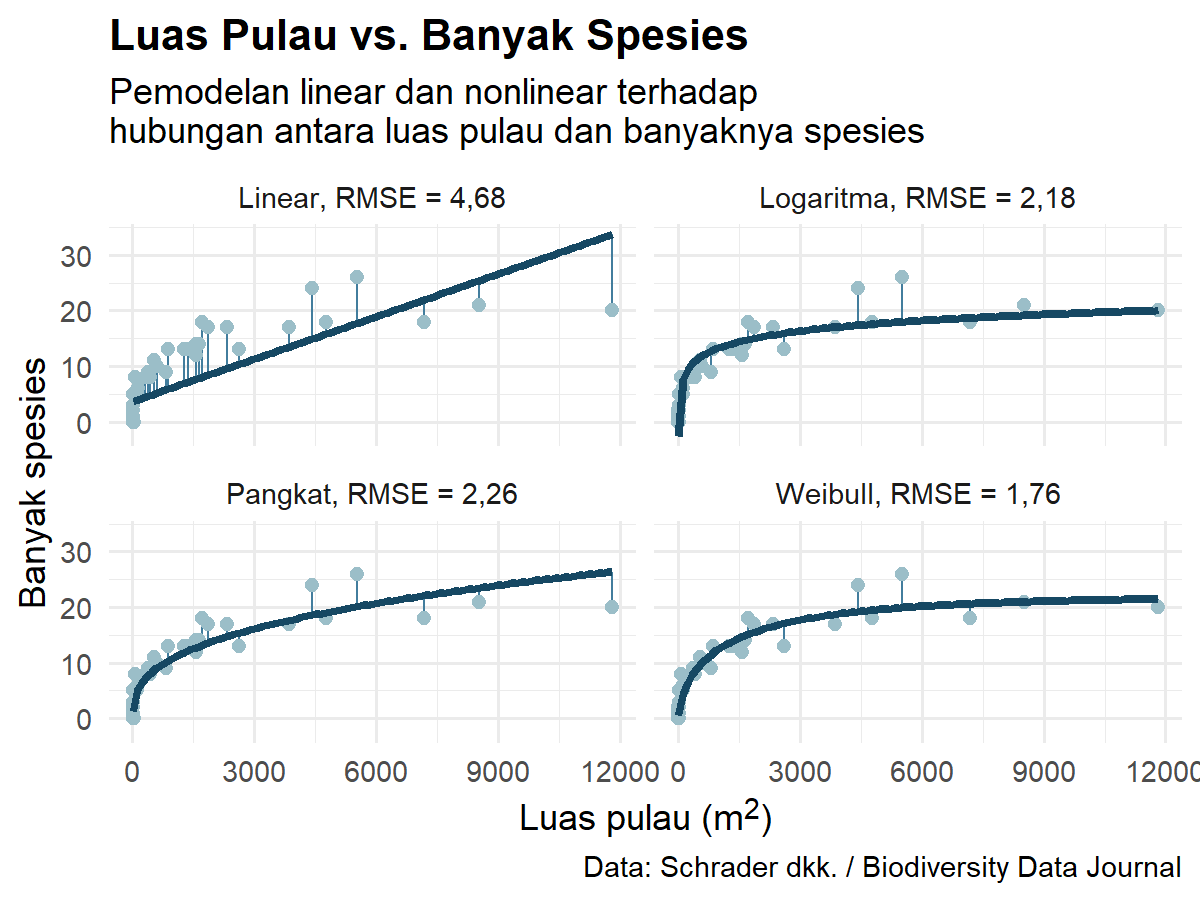 Luas Pulau vs. Banyak Spesies
Pemodelan linear dan nonlinear terhadap
hubungan antara luas pulau dan banyaknya spesies
Linear, RMSE = 4,68
Logaritma, RMSE = 2,18
30
20
10
0
Pangkat, RMSE = 2,26
Weibull, RMSE = 1,76
30
20
10
0
Banyak spesies
0 3000 6000 9000 12000
0 3000 6000 9000 12000
Luas pulau (m²)
Data: Schrader dkk. / Biodiversity Data Journal